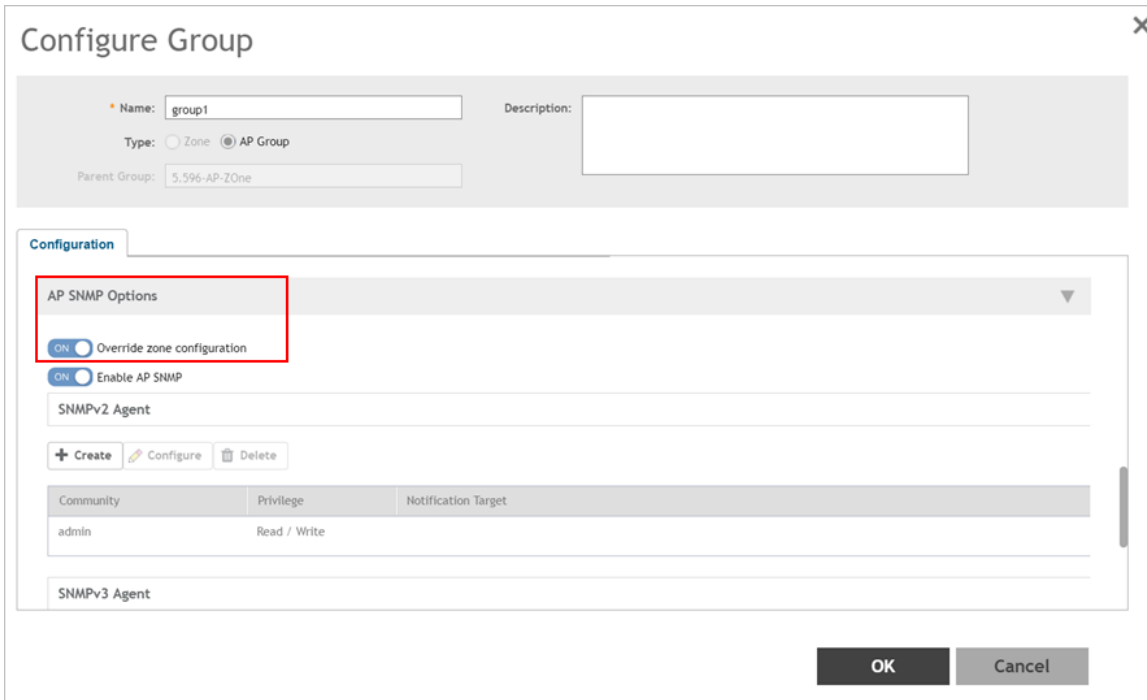 Configure Group
* Name: group1
Description:
Type: Zone AP Group
Parent Group: 5.596-AP-ZOne
Configuration
AP SNMP Options
ON Override zone configuration
ON Enable AP SNMP
SNMPv2 Agent
+ Create Configure Delete
Community Privilege Notification Target
admin Read / Write
SNMPv3 Agent
OK Cancel